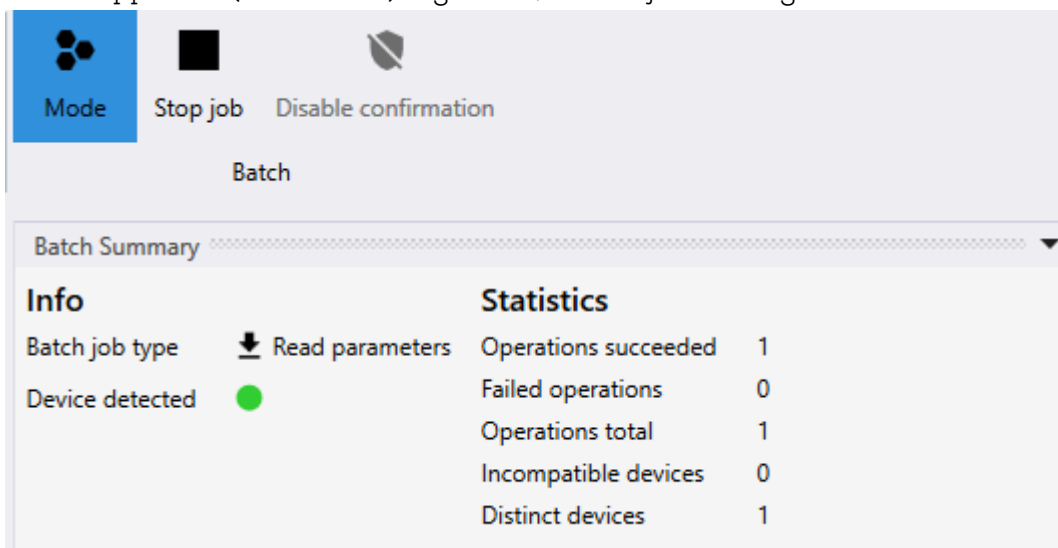 Mode Stop job Disable confirmation
Batch
Batch Summary
Info
Batch job type Read parameters
Device detected
Statistics
Operations succeeded 1
Failed operations 0
Operations total 1
Incompatible devices 0
Distinct devices 1